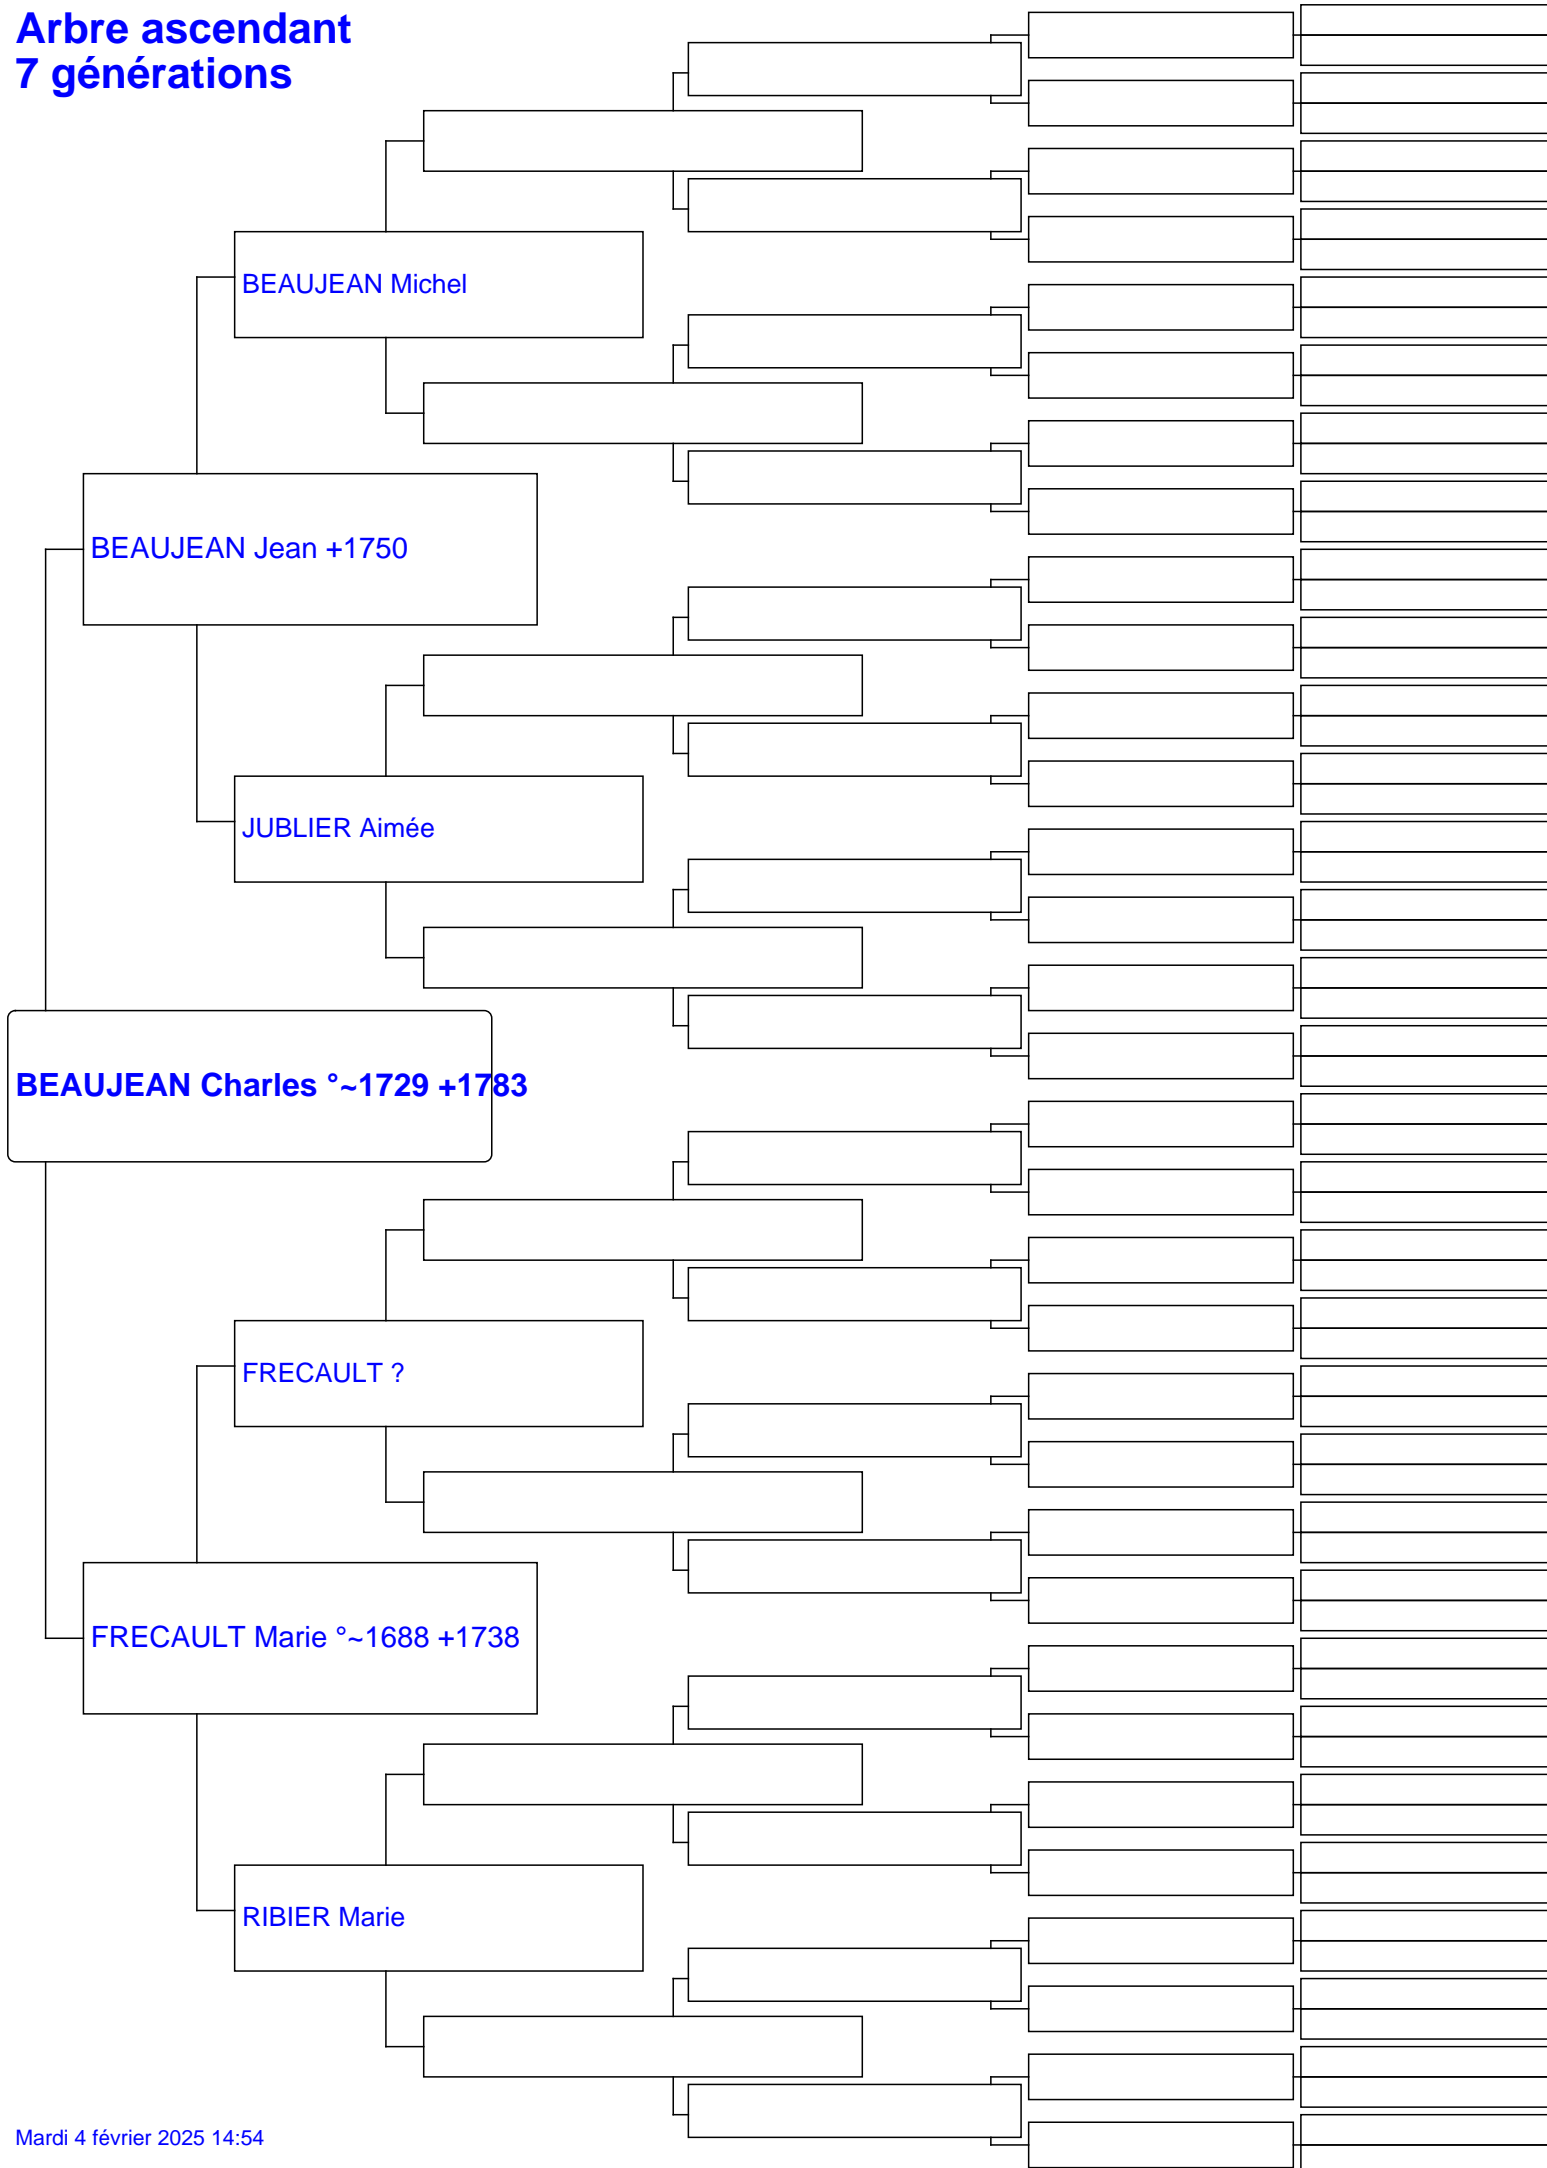 Arbre ascendant
7 générations
BEAUJEAN Michel
BEAUJEAN Jean +1750
JUBLIER Aimée
BEAUJEAN Charles °~1729 +1783
FRECAULT ?
FRECAULT Marie °~1688 +1738
RIBIER Marie
Mardi 4 février 2025 14:54